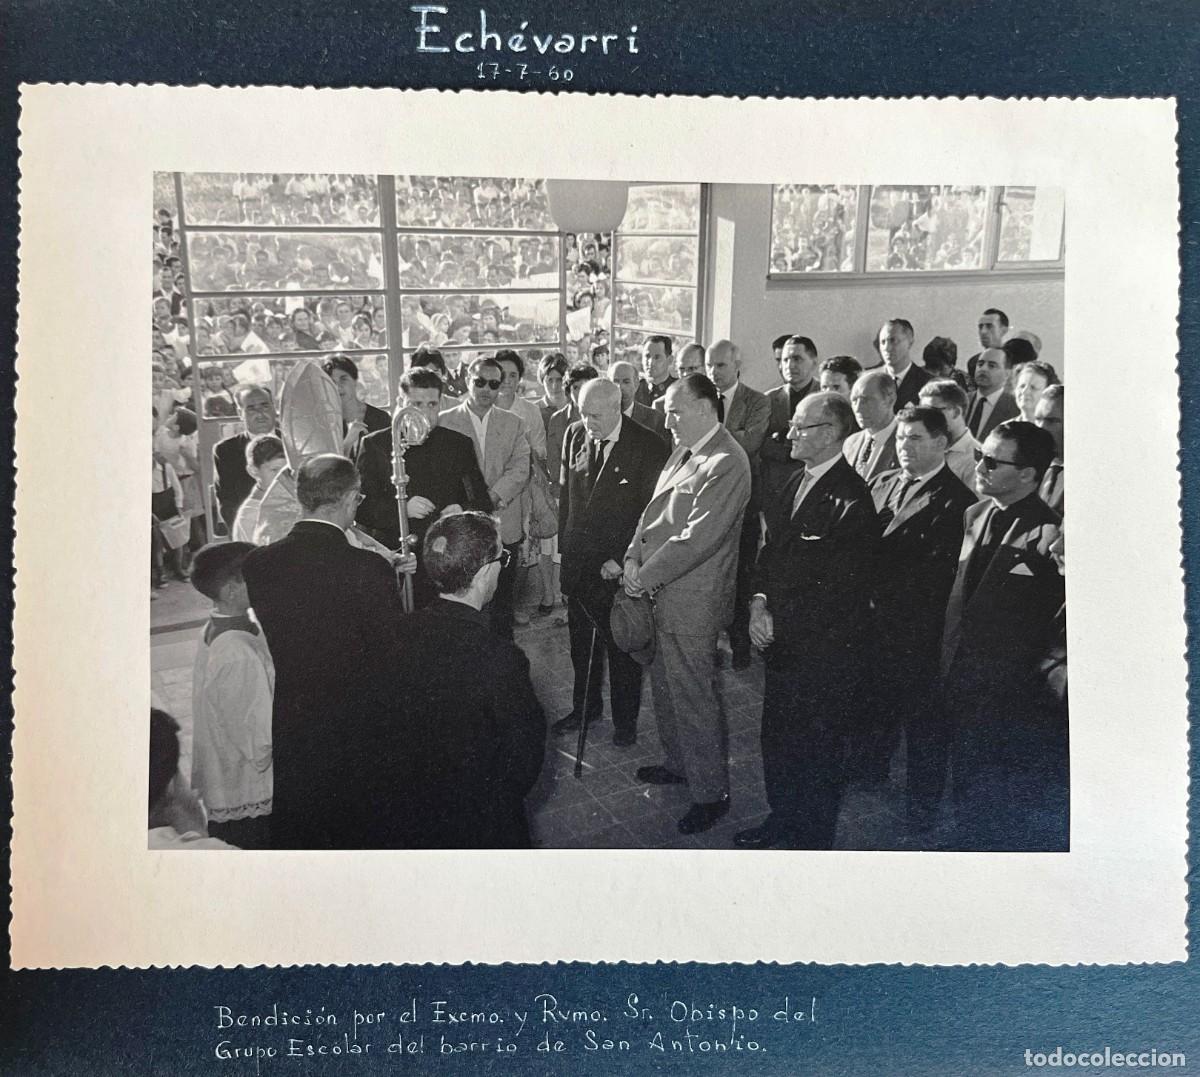 Echévarri
17-7-60
Bendición por el Excmo. y Rvmo. Sr. Obispo del
Grupo Escolar del barrio de San Antonio.
todocoleccion